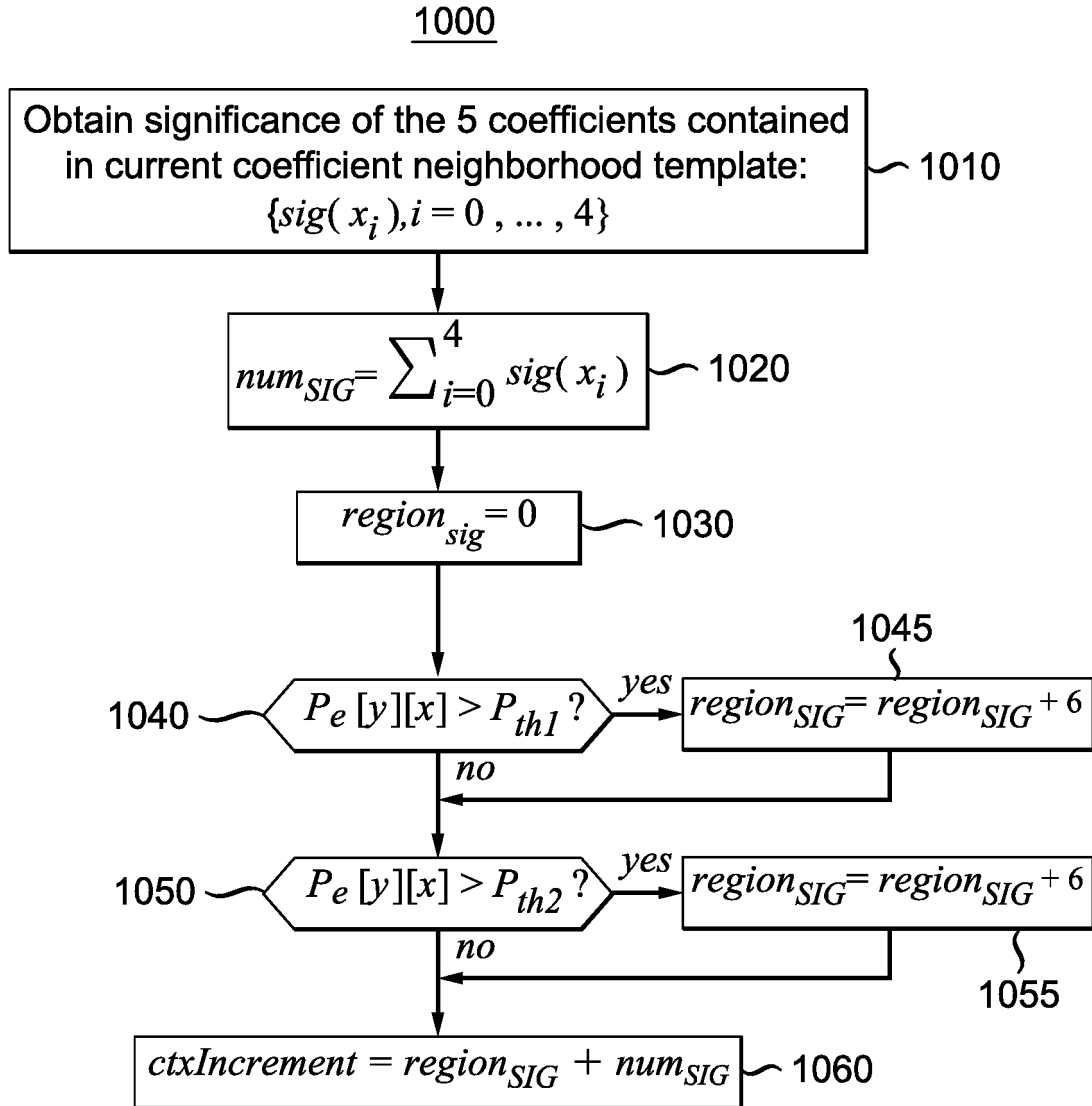 1000
Obtain significance of the 5 coefficients contained
in current coefficient neighborhood template:
{sig(x_i),i = 0 , ... , 4}
1010
num_SIG= ∑_{i=0}^{4} sig(x_i)
1020
region_sig = 0
1030
1045
1040
P_e [y][x] > P_th1 ?
yes
region_SIG= region_SIG + 6
no
1050
P_e [y][x] > P_th2 ?
yes
region_SIG= region_SIG + 6
no
1055
ctxIncrement = region_SIG + num_SIG
1060